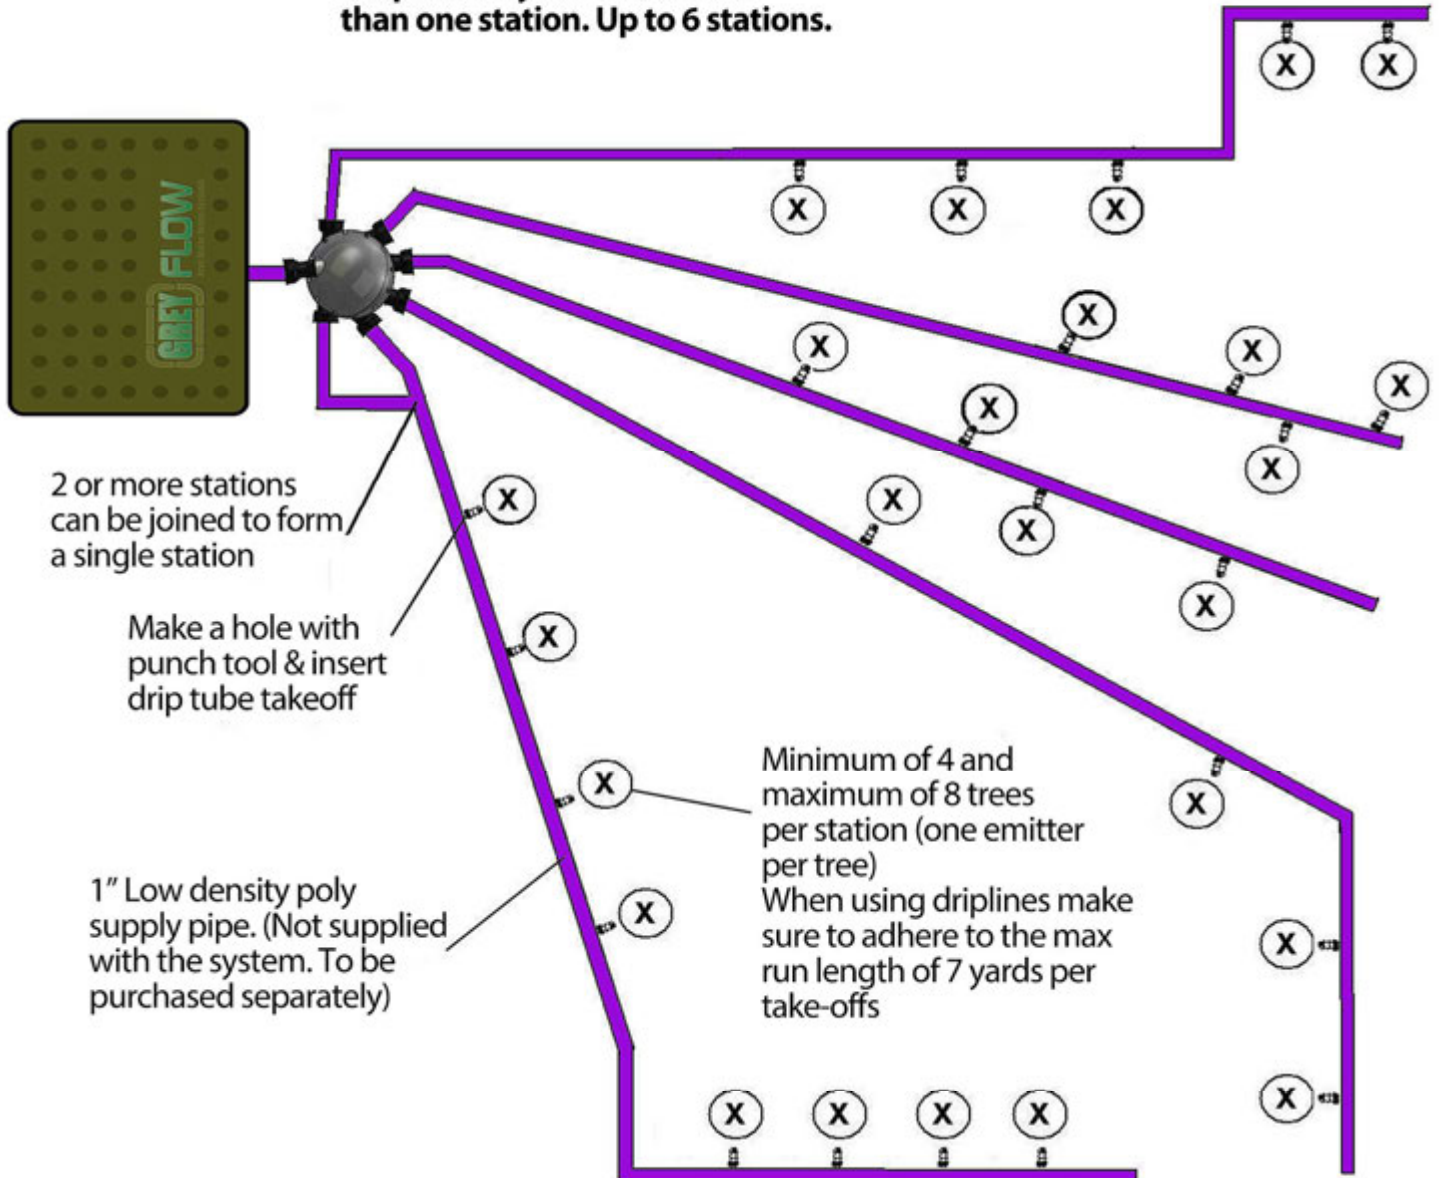 than one station. Up to 6 stations.
X X
X X X
GREY FLOW
X
X
X
X
X
X
X
X
X
X
2 or more stations
can be joined to form
a single station
Make a hole with
punch tool & insert
drip tube takeoff
X
X
X
Minimum of 4 and
maximum of 8 trees
per station (one emitter
per tree)
When using driplines make
sure to adhere to the max
run length of 7 yards per
take-offs
1” Low density poly
supply pipe. (Not supplied
with the system. To be
purchased separately)
X
X
X
X X X X